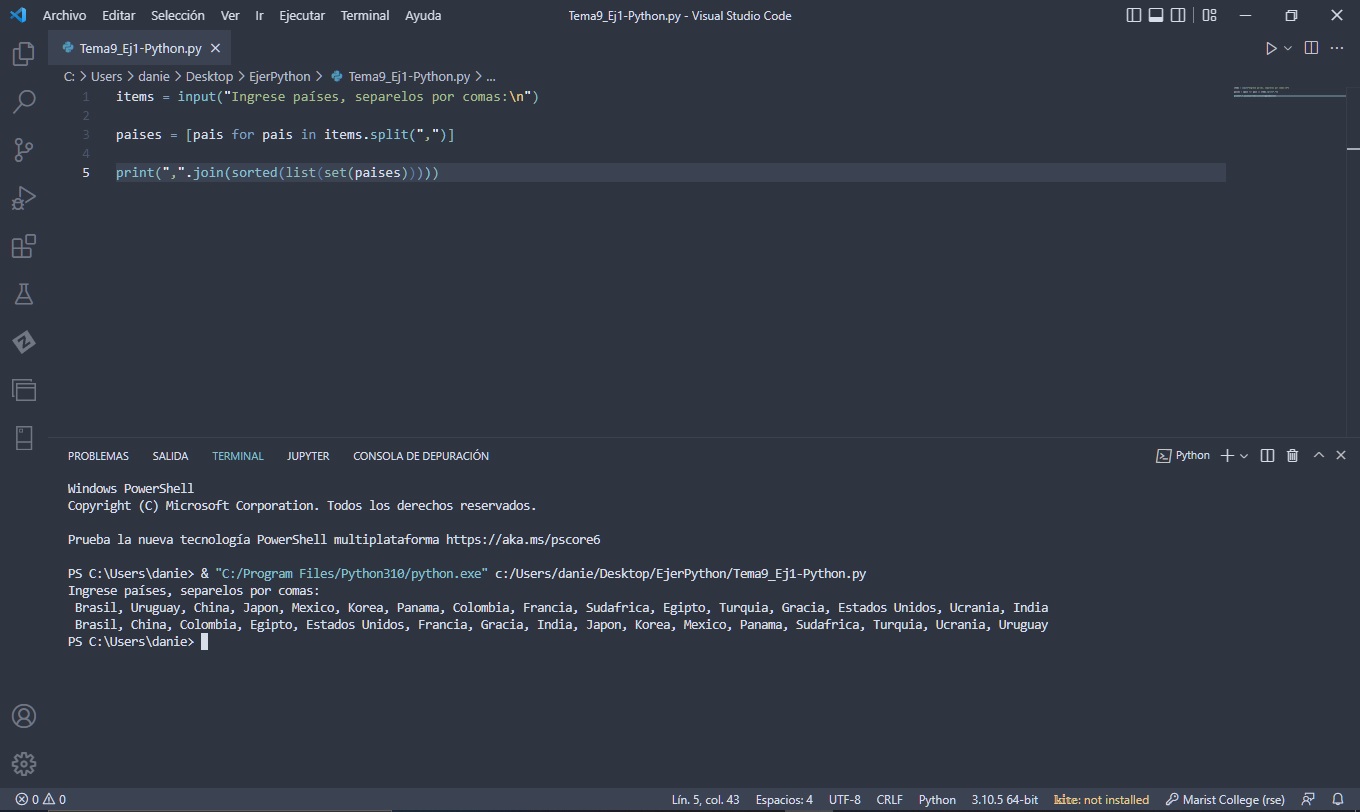 Archivo Editar Selección Ver Ir Ejecutar Terminal Ayuda Tema9_Ej1-Python.py - Visual Studio Code
Tema9_Ej1-Python.py
C: > Users > danie > Desktop > EjerPython > Tema9_Ej1-Python.py > ...
1 items = input("Ingrese países, separelos por comas:\n")
2
3 paises = [pais for pais in items.split(",")]
4
5 print(",".join(sorted(list(set(paises)))))
PROBLEMAS SALIDA TERMINAL JUPYTER CONSOLA DE DEPURACIÓN Python
Windows PowerShell
Copyright (C) Microsoft Corporation. Todos los derechos reservados.
Prueba la nueva tecnología PowerShell multiplataforma https://aka.ms/pscore6
PS C:\Users\danie> & "C:/Program Files/Python310/python.exe" c:/Users/danie/Desktop/EjerPython/Tema9_Ej1-Python.py
Ingrese países, separelos por comas:
Brasil, Uruguay, China, Japon, Mexico, Korea, Panama, Colombia, Francia, Sudafrica, Egipto, Turquia, Gracia, Estados Unidos, Ucrania, India
Brasil, China, Colombia, Egipto, Estados Unidos, Francia, Gracia, India, Japon, Korea, Mexico, Panama, Sudafrica, Turquia, Ucrania, Uruguay
PS C:\Users\danie>
0 0 Lín. 5, col. 43 Espacios: 4 UTF-8 CRLF Python 3.10.5 64-bit kite: not installed Marist College (rse)